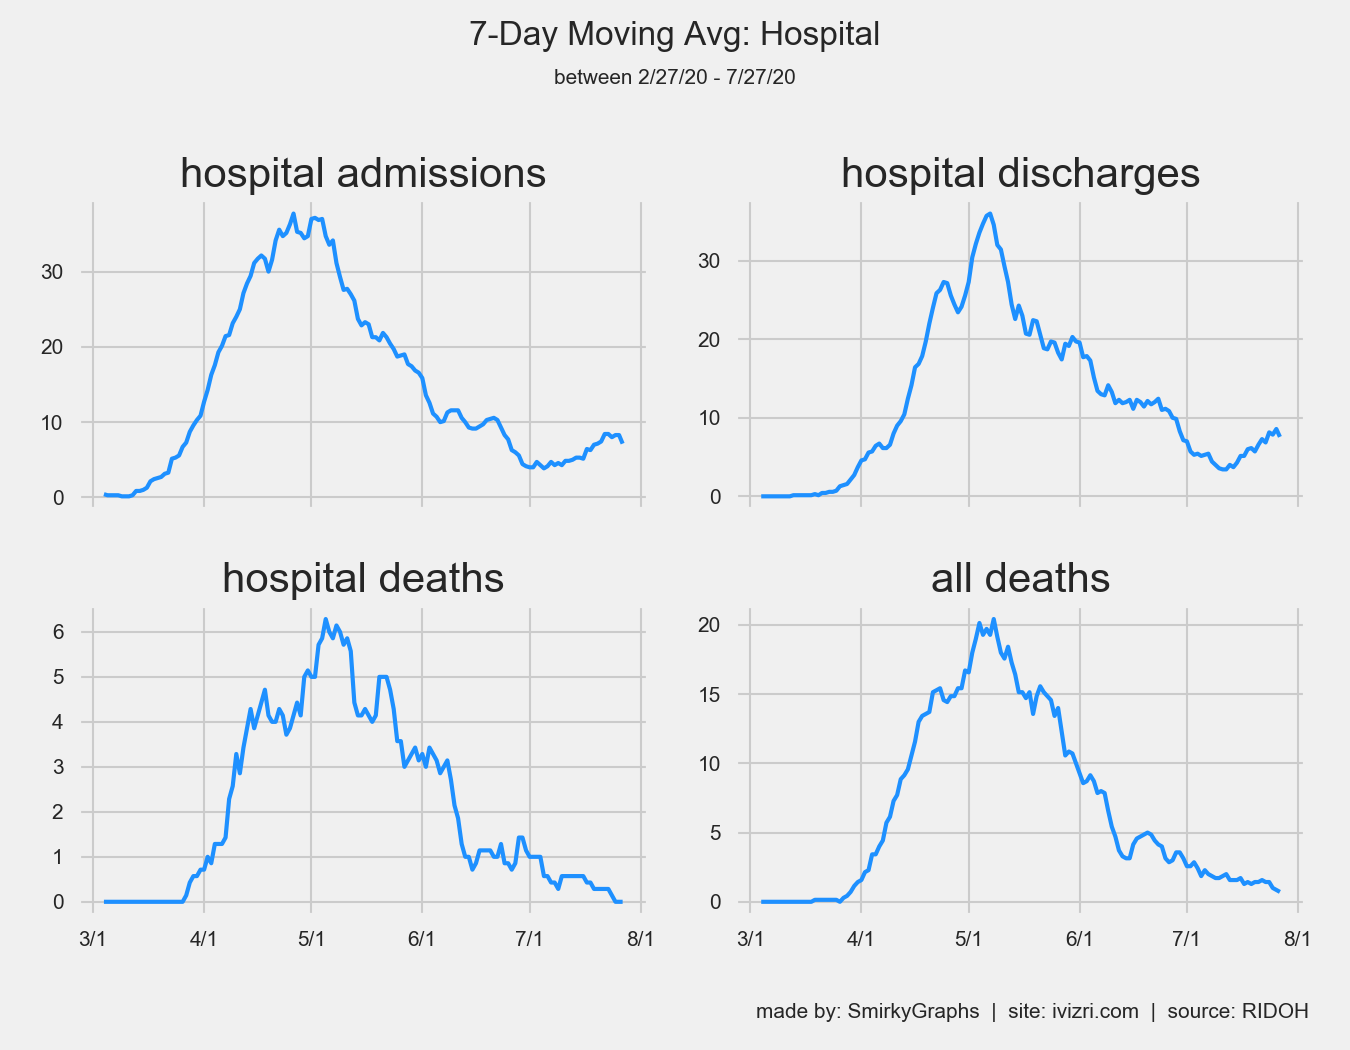 7-Day Moving Avg: Hospital
between 2/27/20 - 7/27/20
hospital admissions
hospital discharges
30
20
10
0
30
20
10
0
hospital deaths
all deaths
6
5
4
3
2
1
0
20
15
10
5
0
3/1 4/1 5/1 6/1 7/1 8/1
3/1 4/1 5/1 6/1 7/1 8/1
made by: SmirkyGraphs | site: ivizri.com | source: RIDOH